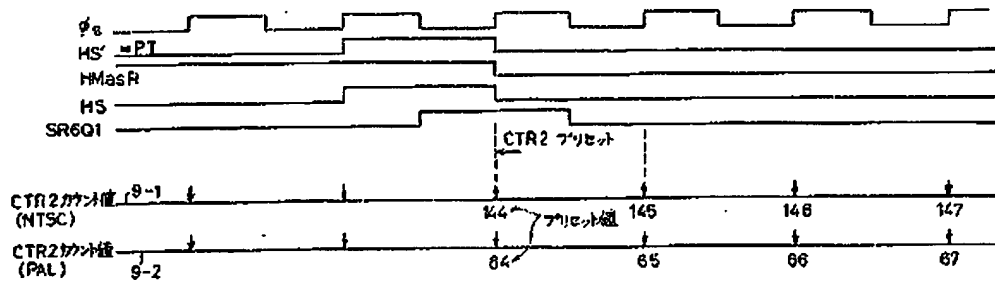 φB
HS' =PT
HMasR
HS
SR6Q1
CTR2 プリセット
CTR2カウント値 9-1
(NTSC) 144 プリセット値 145 146 147
CTR2カウント値
(PAL) 9-2 64 65 66 67